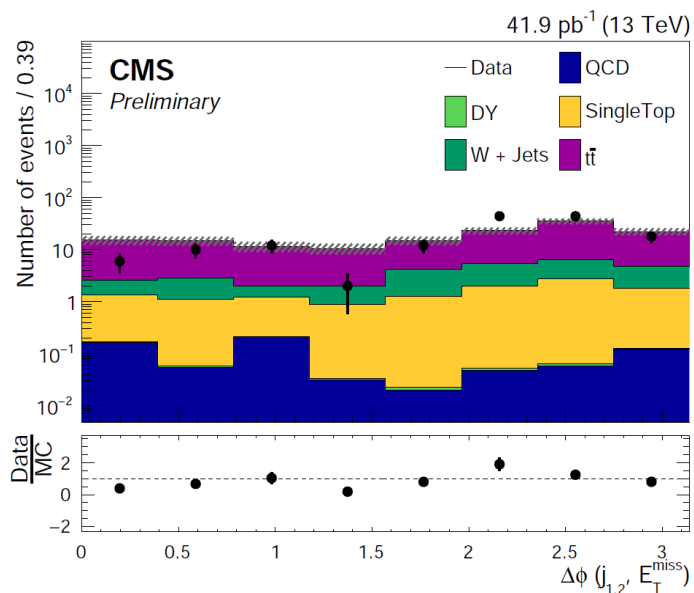 41.9 pb⁻¹ (13 TeV)
CMS
Preliminary
Data
QCD
DY
SingleTop
W + Jets
tt̄
Number of events / 0.39
10⁴
10³
10²
10
1
10⁻¹
10⁻²
Data
MC
2
0
−2
0 0.5 1 1.5 2 2.5 3
Δϕ (j₁,₂, E_T^miss)